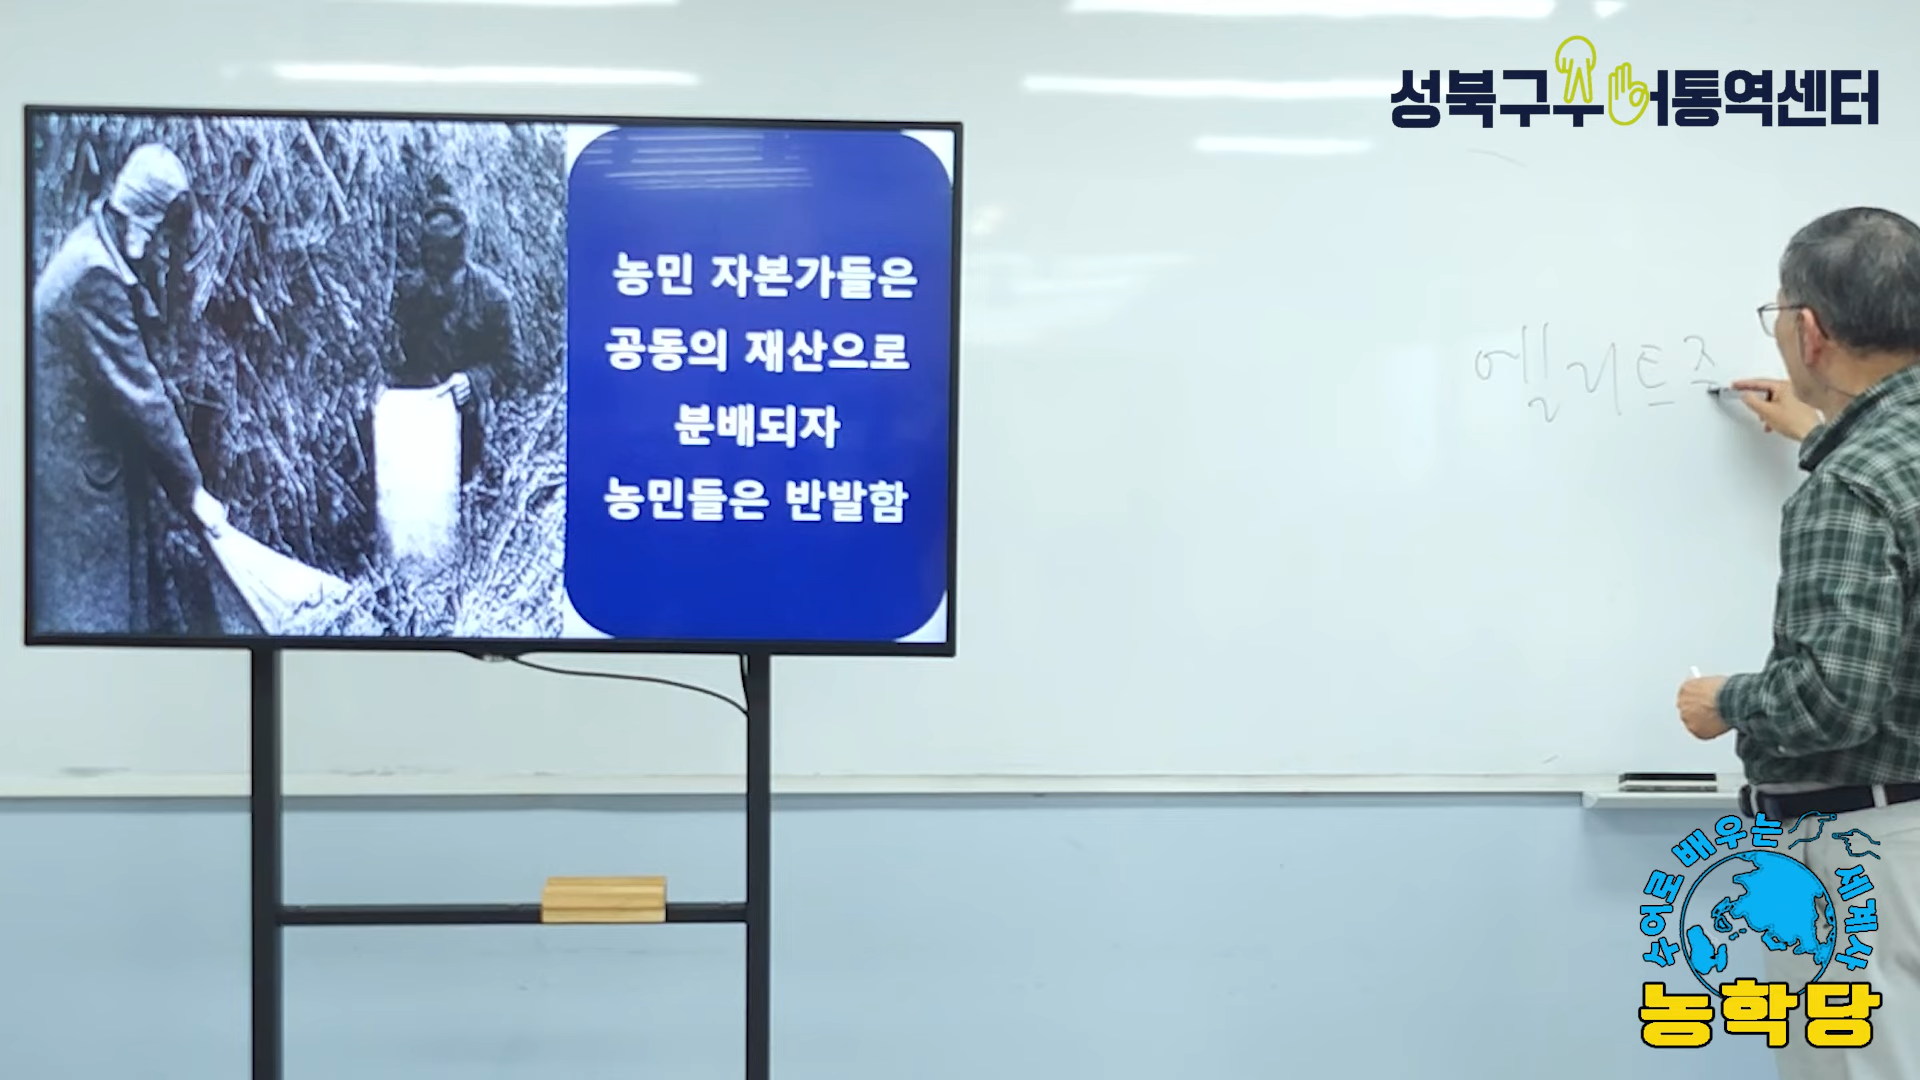 성북구수어통역센터
농민 자본가들은
공동의 재산으로
분배되자
농민들은 반발함
엘리트주
수어로 배우는 세계사
농학당